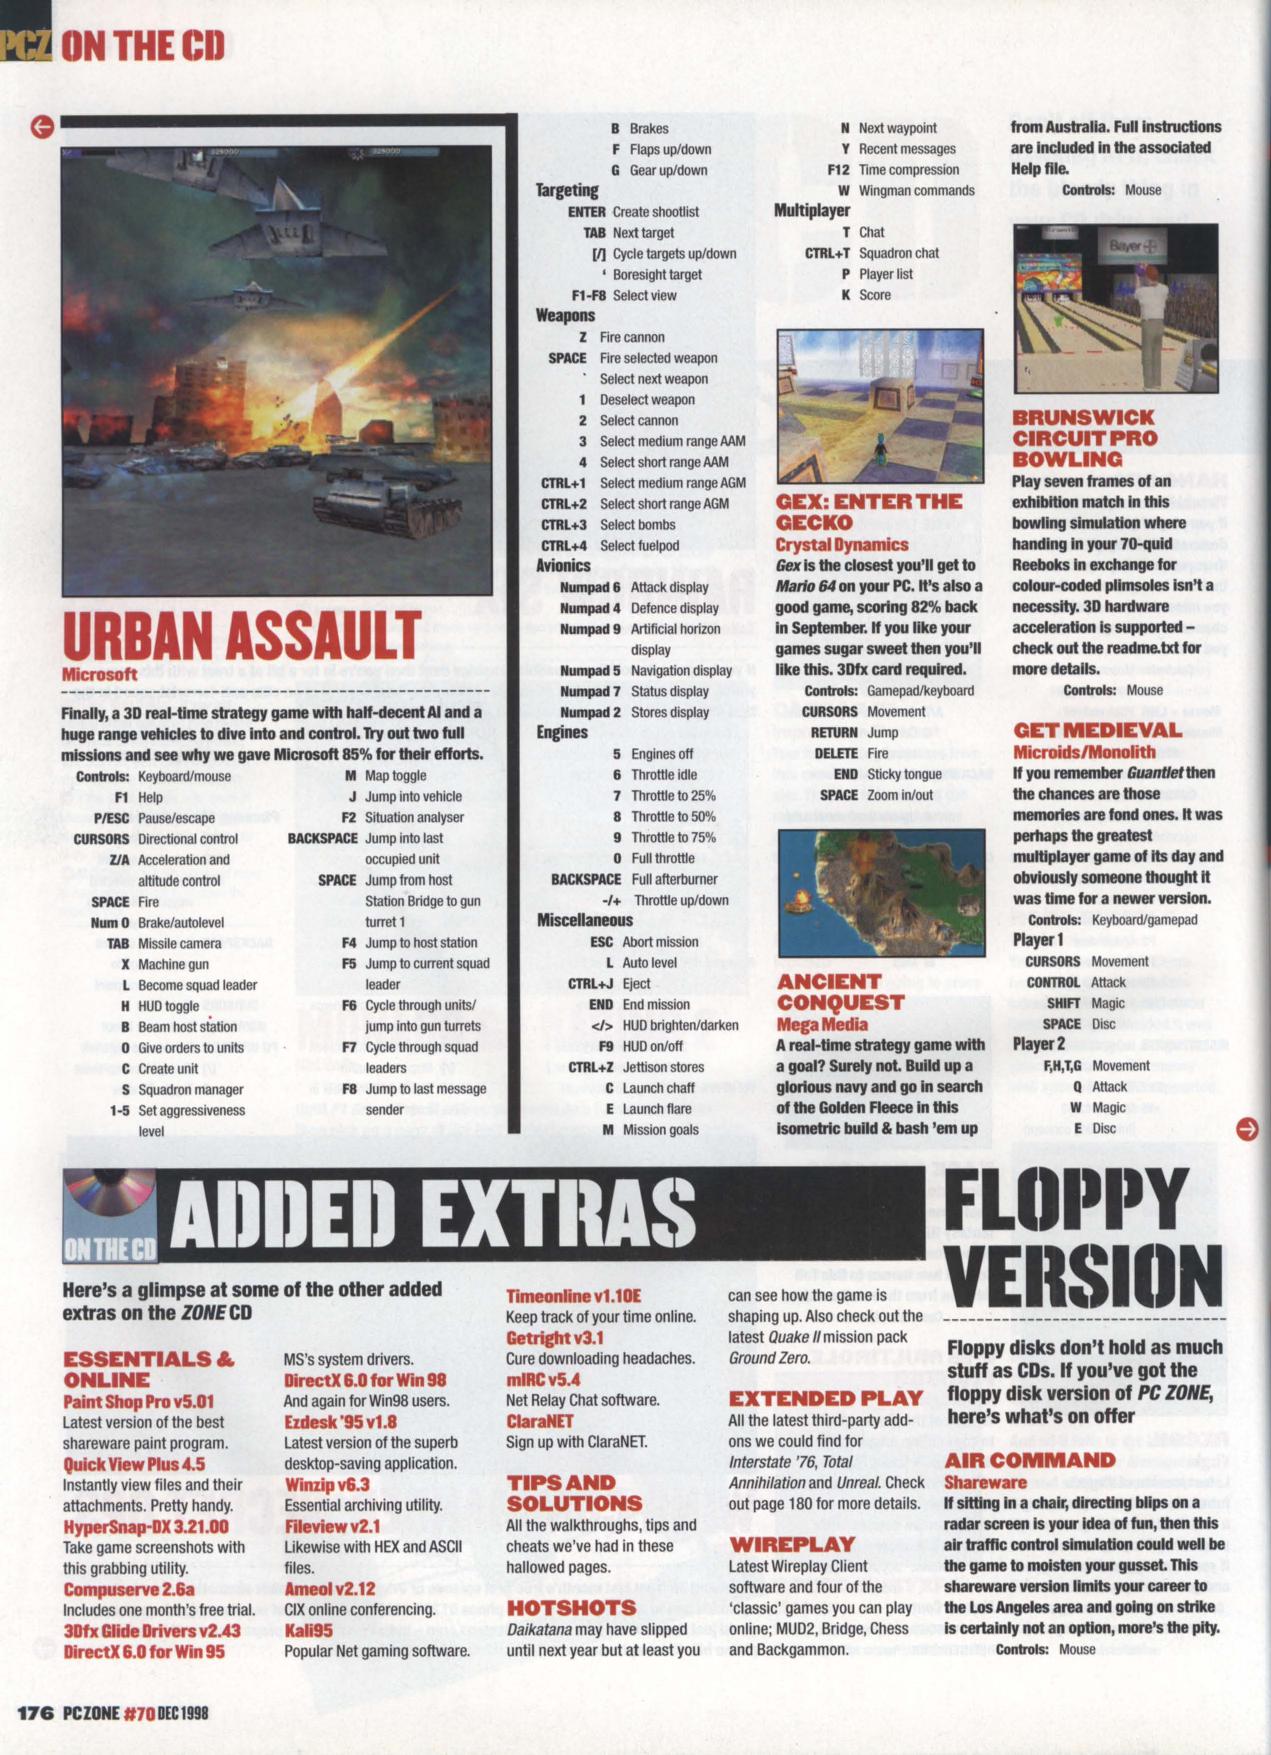 PCZ ON THE CD
URBAN ASSAULT
Microsoft
Finally, a 3D real-time strategy game with half-decent AI and a
huge range vehicles to dive into and control. Try out two full
missions and see why we gave Microsoft 85% for their efforts.
Controls: Keyboard/mouse
F1 Help
P/ESC Pause/escape
CURSORS Directional control
Z/A Acceleration and
altitude control
SPACE Fire
Num 0 Brake/autolevel
TAB Missile camera
X Machine gun
L Become squad leader
H HUD toggle
B Beam host station
O Give orders to units
C Create unit
S Squadron manager
1-5 Set aggressiveness
level
M Map toggle
J Jump into vehicle
F2 Situation analyser
BACKSPACE Jump into last
occupied unit
SPACE Jump from host
Station Bridge to gun
turret 1
F4 Jump to host station
F5 Jump to current squad
leader
F6 Cycle through units/
jump into gun turrets
F7 Cycle through squad
leaders
F8 Jump to last message
sender
B Brakes
F Flaps up/down
G Gear up/down
Targeting
ENTER Create shootlist
TAB Next target
[/] Cycle targets up/down
‘ Boresight target
F1-F8 Select view
Weapons
Z Fire cannon
SPACE Fire selected weapon
` Select next weapon
1 Deselect weapon
2 Select cannon
3 Select medium range AAM
4 Select short range AAM
CTRL+1 Select medium range AGM
CTRL+2 Select short range AGM
CTRL+3 Select bombs
CTRL+4 Select fuelpod
Avionics
Numpad 6 Attack display
Numpad 4 Defence display
Numpad 9 Artificial horizon
display
Numpad 5 Navigation display
Numpad 7 Status display
Numpad 2 Stores display
Engines
5 Engines off
6 Throttle idle
7 Throttle to 25%
8 Throttle to 50%
9 Throttle to 75%
0 Full throttle
BACKSPACE Full afterburner
-/+ Throttle up/down
Miscellaneous
ESC Abort mission
L Auto level
CTRL+J Eject
END End mission
</> HUD brighten/darken
F9 HUD on/off
CTRL+Z Jettison stores
C Launch chaff
E Launch flare
M Mission goals
N Next waypoint
Y Recent messages
F12 Time compression
W Wingman commands
Multiplayer
T Chat
CTRL+T Squadron chat
P Player list
K Score
GEX: ENTER THE
GECKO
Crystal Dynamics
Gex is the closest you'll get to
Mario 64 on your PC. It's also a
good game, scoring 82% back
in September. If you like your
games sugar sweet then you'll
like this. 3Dfx card required.
Controls: Gamepad/keyboard
CURSORS Movement
RETURN Jump
DELETE Fire
END Sticky tongue
SPACE Zoom in/out
ANCIENT
CONQUEST
Mega Media
A real-time strategy game with
a goal? Surely not. Build up a
glorious navy and go in search
of the Golden Fleece in this
isometric build & bash 'em up
from Australia. Full instructions
are included in the associated
Help file.
Controls: Mouse
Bayer
BRUNSWICK
CIRCUIT PRO
BOWLING
Play seven frames of an
exhibition match in this
bowling simulation where
handing in your 70-quid
Reeboks in exchange for
colour-coded plimsoles isn't a
necessity. 3D hardware
acceleration is supported –
check out the readme.txt for
more details.
Controls: Mouse
GET MEDIEVAL
Microids/Monolith
If you remember Guantlet then
the chances are those
memories are fond ones. It was
perhaps the greatest
multiplayer game of its day and
obviously someone thought it
was time for a newer version.
Controls: Keyboard/gamepad
Player 1
CURSORS Movement
CONTROL Attack
SHIFT Magic
SPACE Disc
Player 2
F,H,T,G Movement
Q Attack
W Magic
E Disc
ON THE CD
ADDED EXTRAS
Here's a glimpse at some of the other added
extras on the ZONE CD
ESSENTIALS &
ONLINE
Paint Shop Pro v5.01
Latest version of the best
shareware paint program.
Quick View Plus 4.5
Instantly view files and their
attachments. Pretty handy.
HyperSnap-DX 3.21.00
Take game screenshots with
this grabbing utility.
Compuserve 2.6a
Includes one month's free trial.
3Dfx Glide Drivers v2.43
DirectX 6.0 for Win 95
MS's system drivers.
DirectX 6.0 for Win 98
And again for Win98 users.
Ezdesk '95 v1.8
Latest version of the superb
desktop-saving application.
Winzip v6.3
Essential archiving utility.
Fileview v2.1
Likewise with HEX and ASCII
files.
Ameol v2.12
CIX online conferencing.
Kali95
Popular Net gaming software.
Timeonline v1.10E
Keep track of your time online.
Getright v3.1
Cure downloading headaches.
mIRC v5.4
Net Relay Chat software.
ClaraNET
Sign up with ClaraNET.
TIPS AND
SOLUTIONS
All the walkthroughs, tips and
cheats we've had in these
hallowed pages.
HOTSHOTS
Daikatana may have slipped
until next year but at least you
can see how the game is
shaping up. Also check out the
latest Quake II mission pack
Ground Zero.
EXTENDED PLAY
All the latest third-party add-
ons we could find for
Interstate '76, Total
Annihilation and Unreal. Check
out page 180 for more details.
WIREPLAY
Latest Wireplay Client
software and four of the
'classic' games you can play
online; MUD2, Bridge, Chess
and Backgammon.
FLOPPY
VERSION
Floppy disks don't hold as much
stuff as CDs. If you've got the
floppy disk version of PC ZONE,
here's what's on offer
AIR COMMAND
Shareware
If sitting in a chair, directing blips on a
radar screen is your idea of fun, then this
air traffic control simulation could well be
the game to moisten your gusset. This
shareware version limits your career to
the Los Angeles area and going on strike
is certainly not an option, more's the pity.
Controls: Mouse
176 PC ZONE #70 DEC 1998